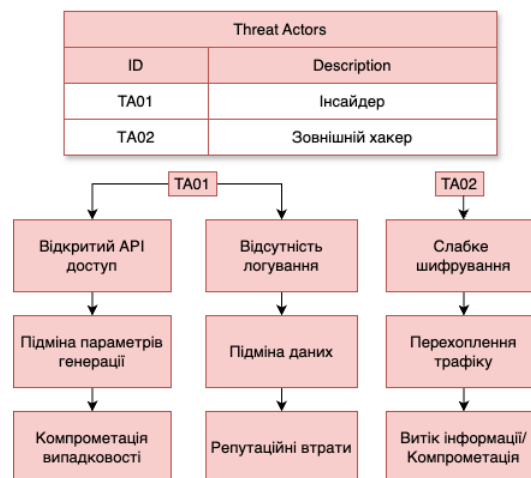 Threat Actors
ID Description
TA01 Інсайдер
TA02 Зовнішній хакер
TA01 TA02
Відкритий API
доступ
Відсутність
логування
Слабке
шифрування
Підміна параметрів
генерації
Підміна даних
Перехоплення
трафіку
Компрометація
випадковості
Репутаційні втрати
Витік інформації/
Компрометація